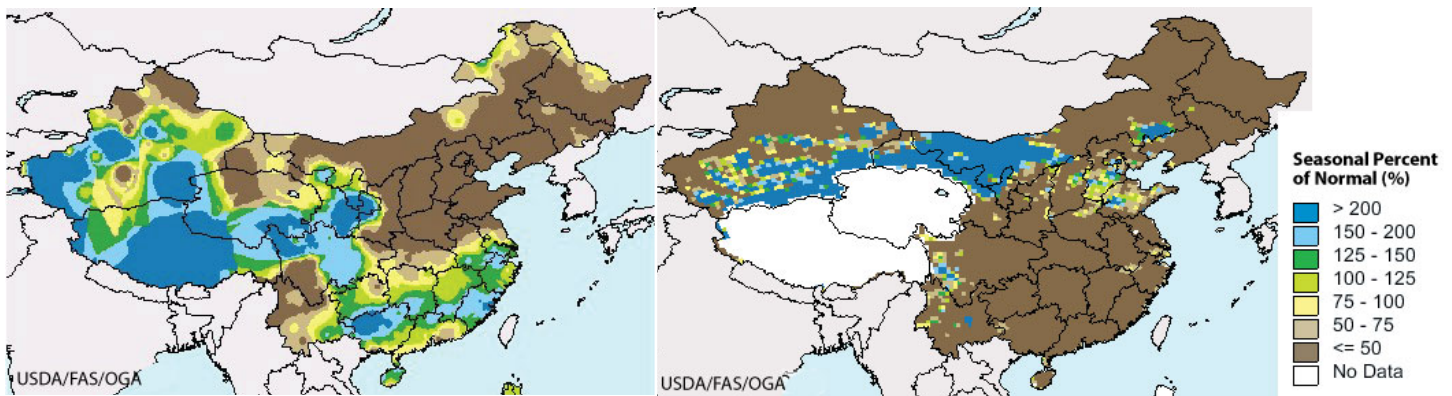 USDA/FAS/OGA
USDA/FAS/OGA
Seasonal Percent
of Normal (%)
> 200
150 - 200
125 - 150
100 - 125
75 - 100
50 - 75
<= 50
No Data